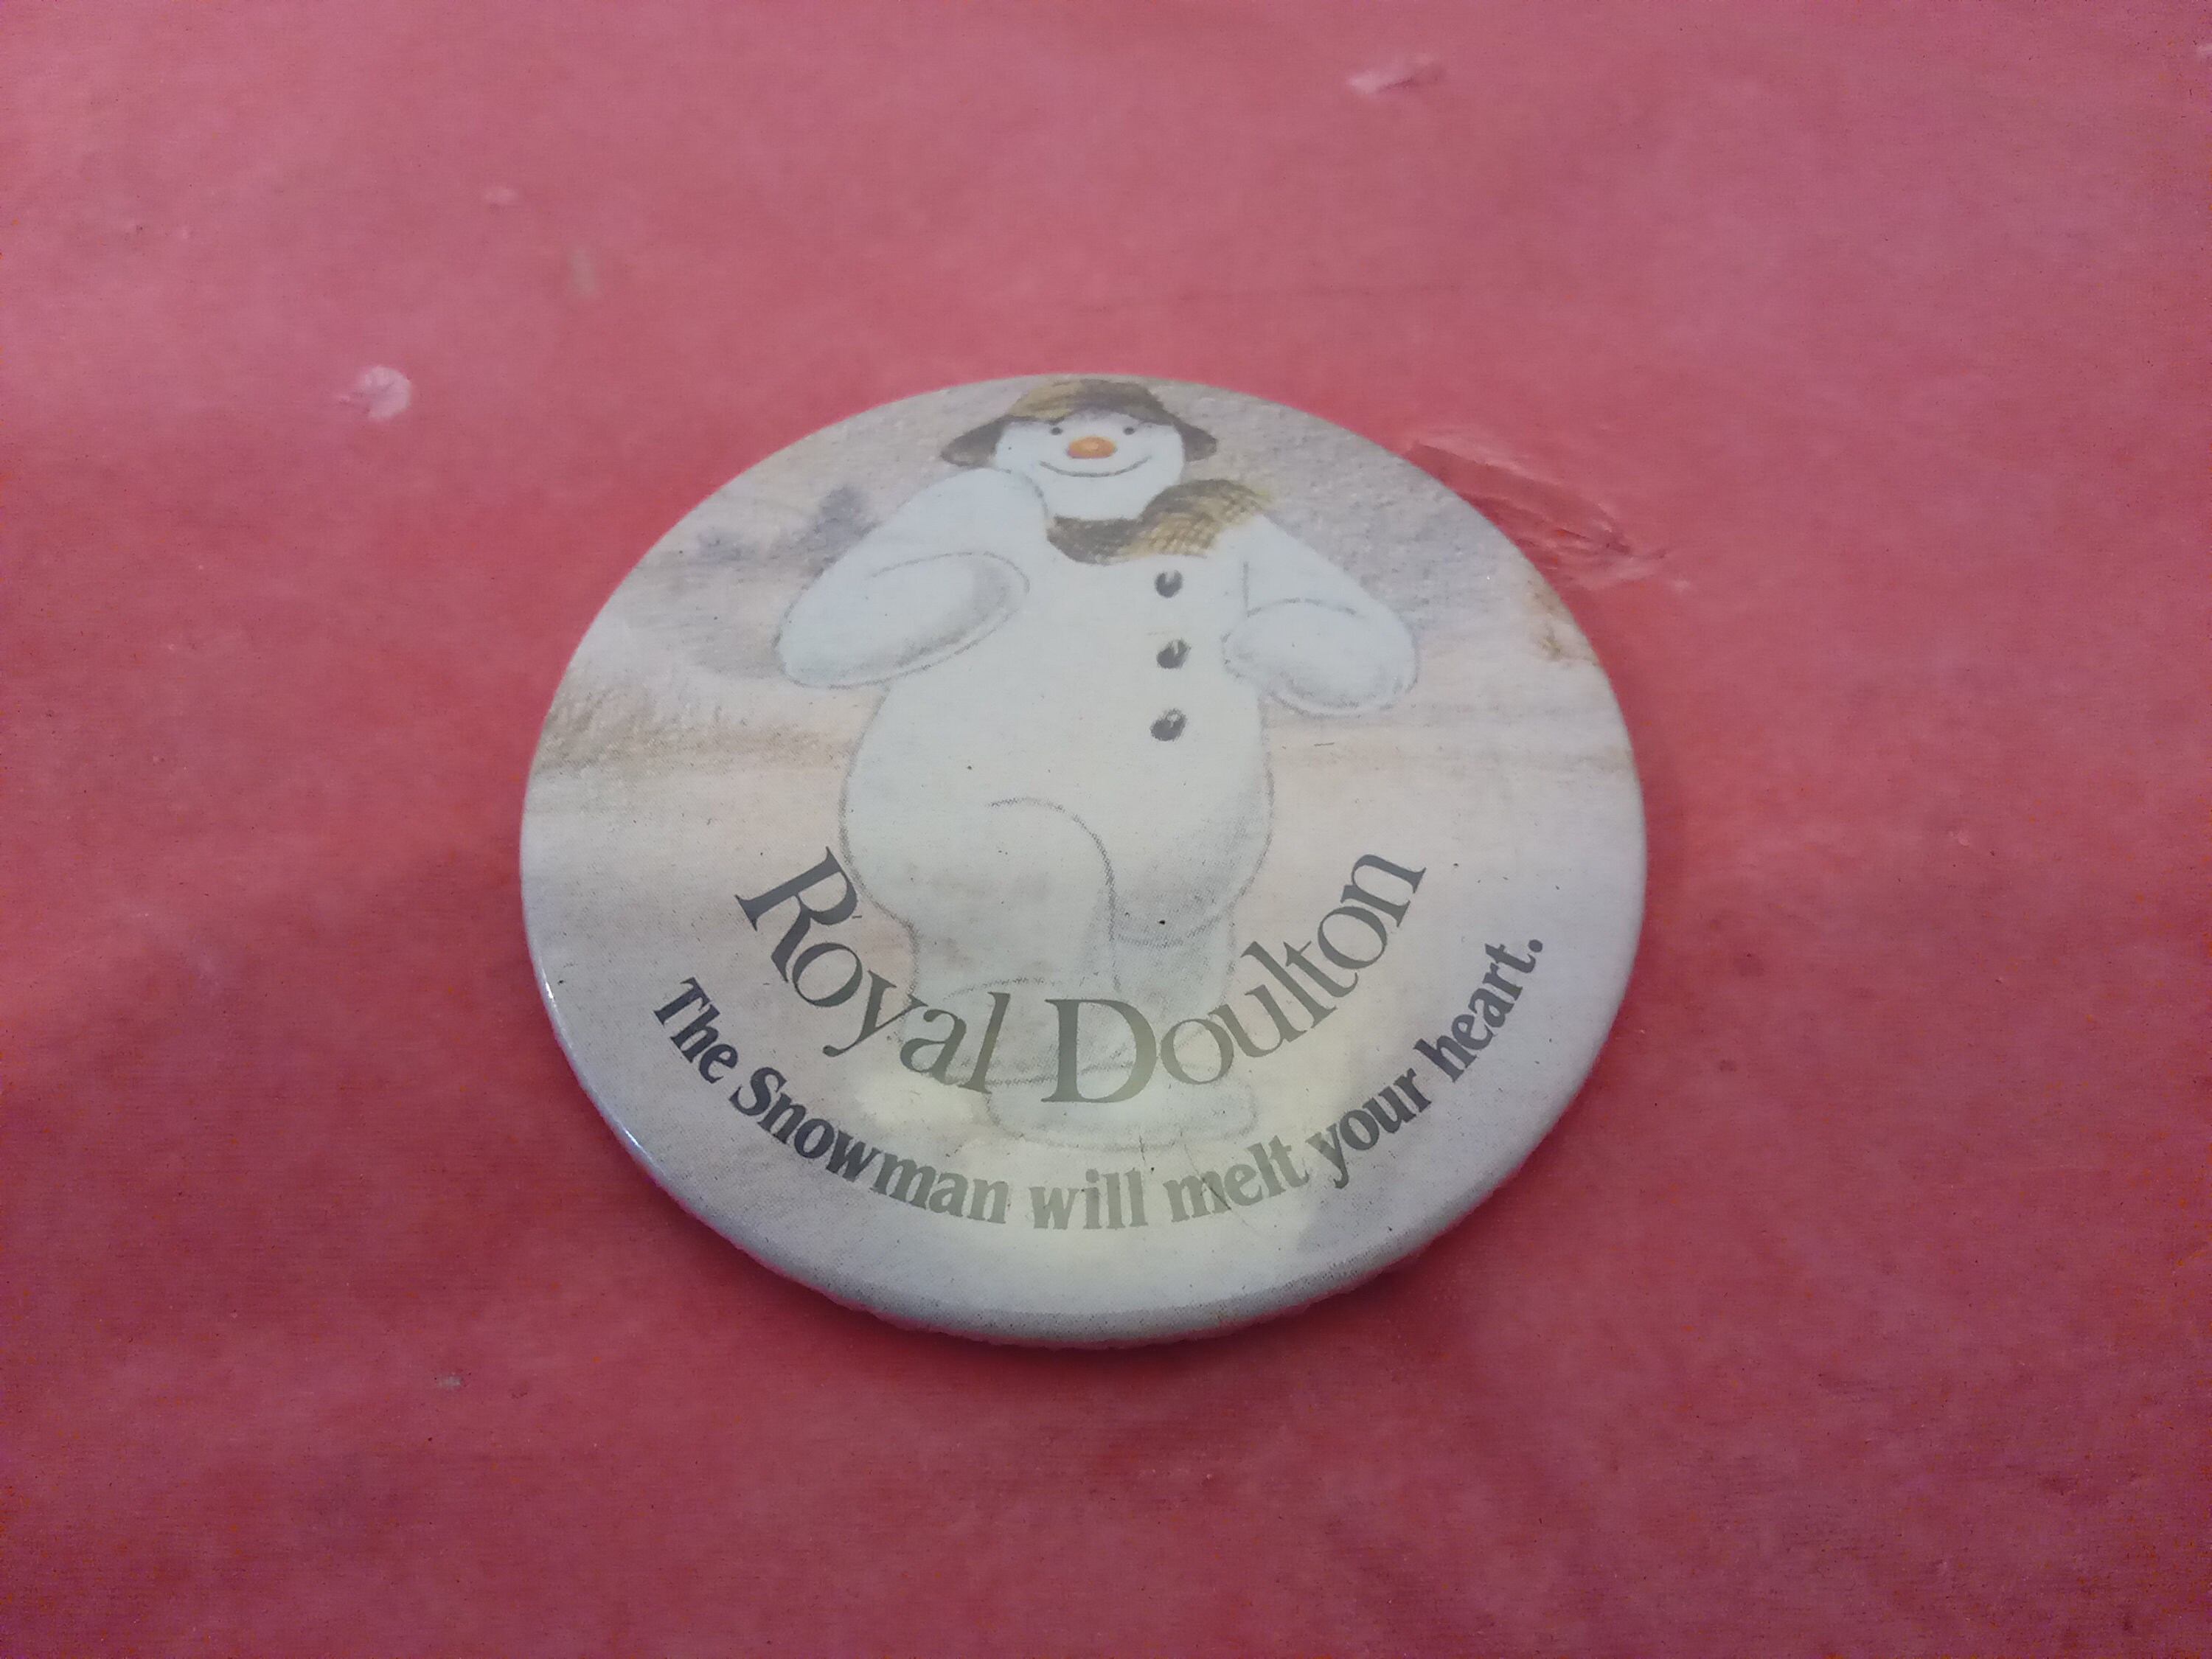 Royal Doulton
The Snowman will melt your heart.